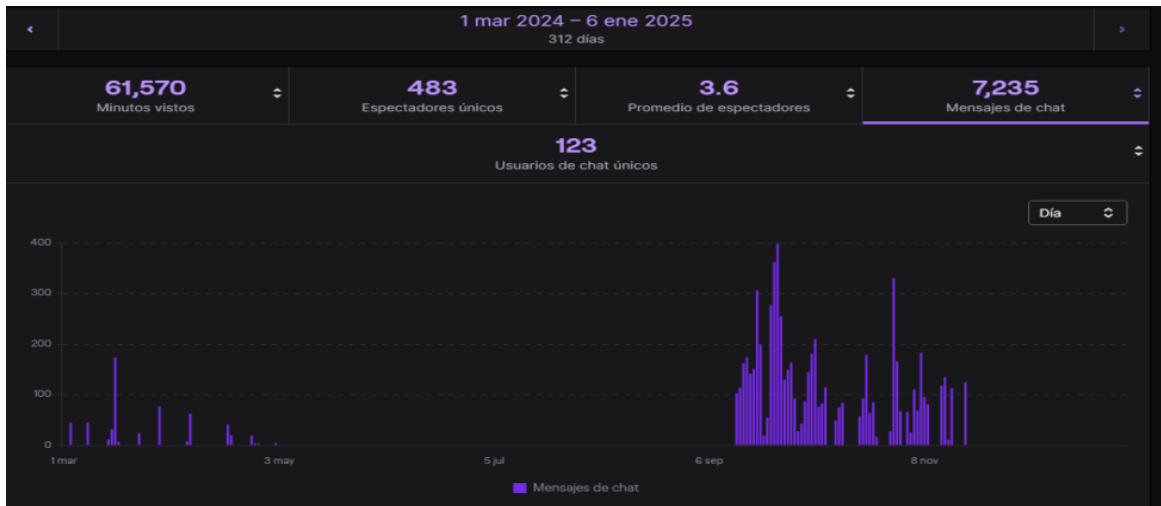 1 mar 2024 – 6 ene 2025
312 días
61,570
Minutos vistos
483
Espectadores únicos
3.6
Promedio de espectadores
7,235
Mensajes de chat
123
Usuarios de chat únicos
Día
400
300
200
100
0
1 mar
3 may
5 jul
6 sep
8 nov
Mensajes de chat